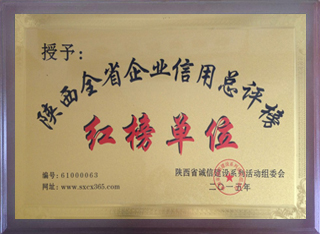 授予：
陕西全省企业信用总评榜
红榜单位
编号：61000063
网址：www.sxcx365.com
陕西省诚信建设系列活动组委会
二〇一五年